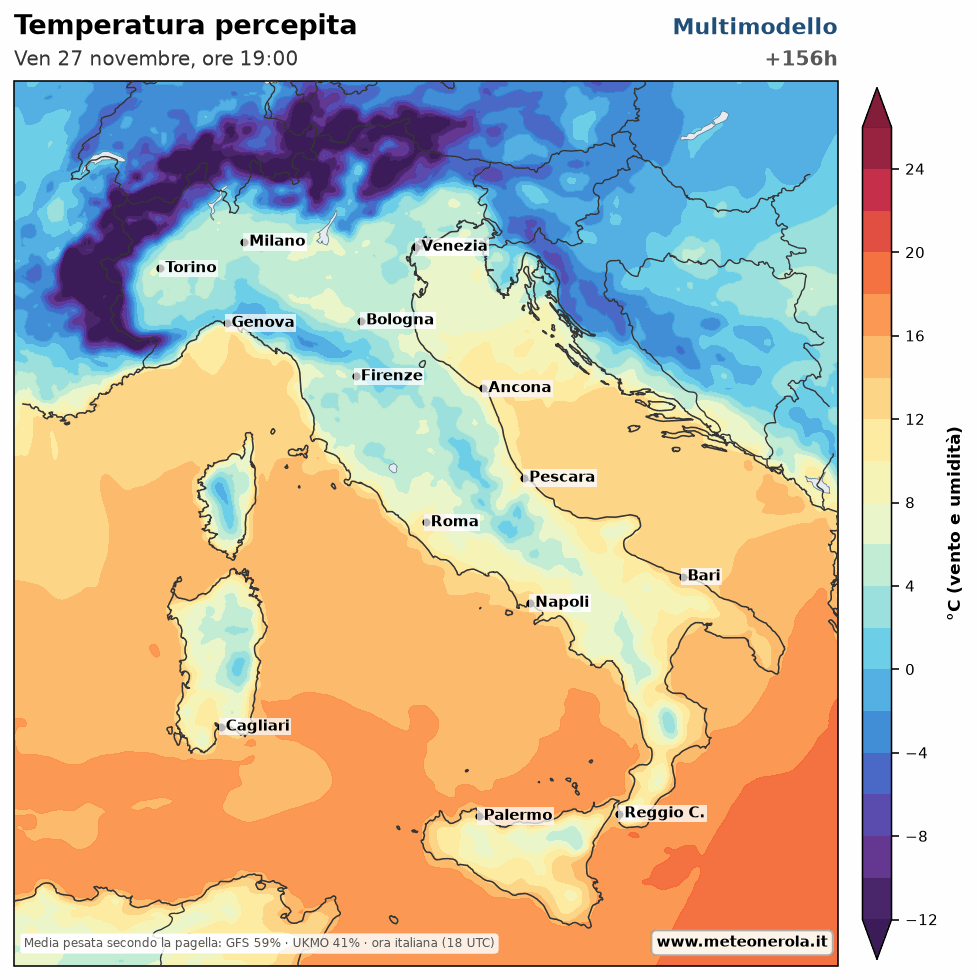 Temperatura percepita
Multimodello
Ven 27 novembre, ore 19:00
+156h
Milano
Venezia
Torino
Genova
Bologna
Firenze
Ancona
Pescara
Roma
Bari
Napoli
Cagliari
Palermo
Reggio C.
24
20
16
12
8
4
0
−4
−8
−12
°C (vento e umidità)
Media pesata secondo la pagella: GFS 59% · UKMO 41% · ora italiana (18 UTC)
www.meteonerola.it